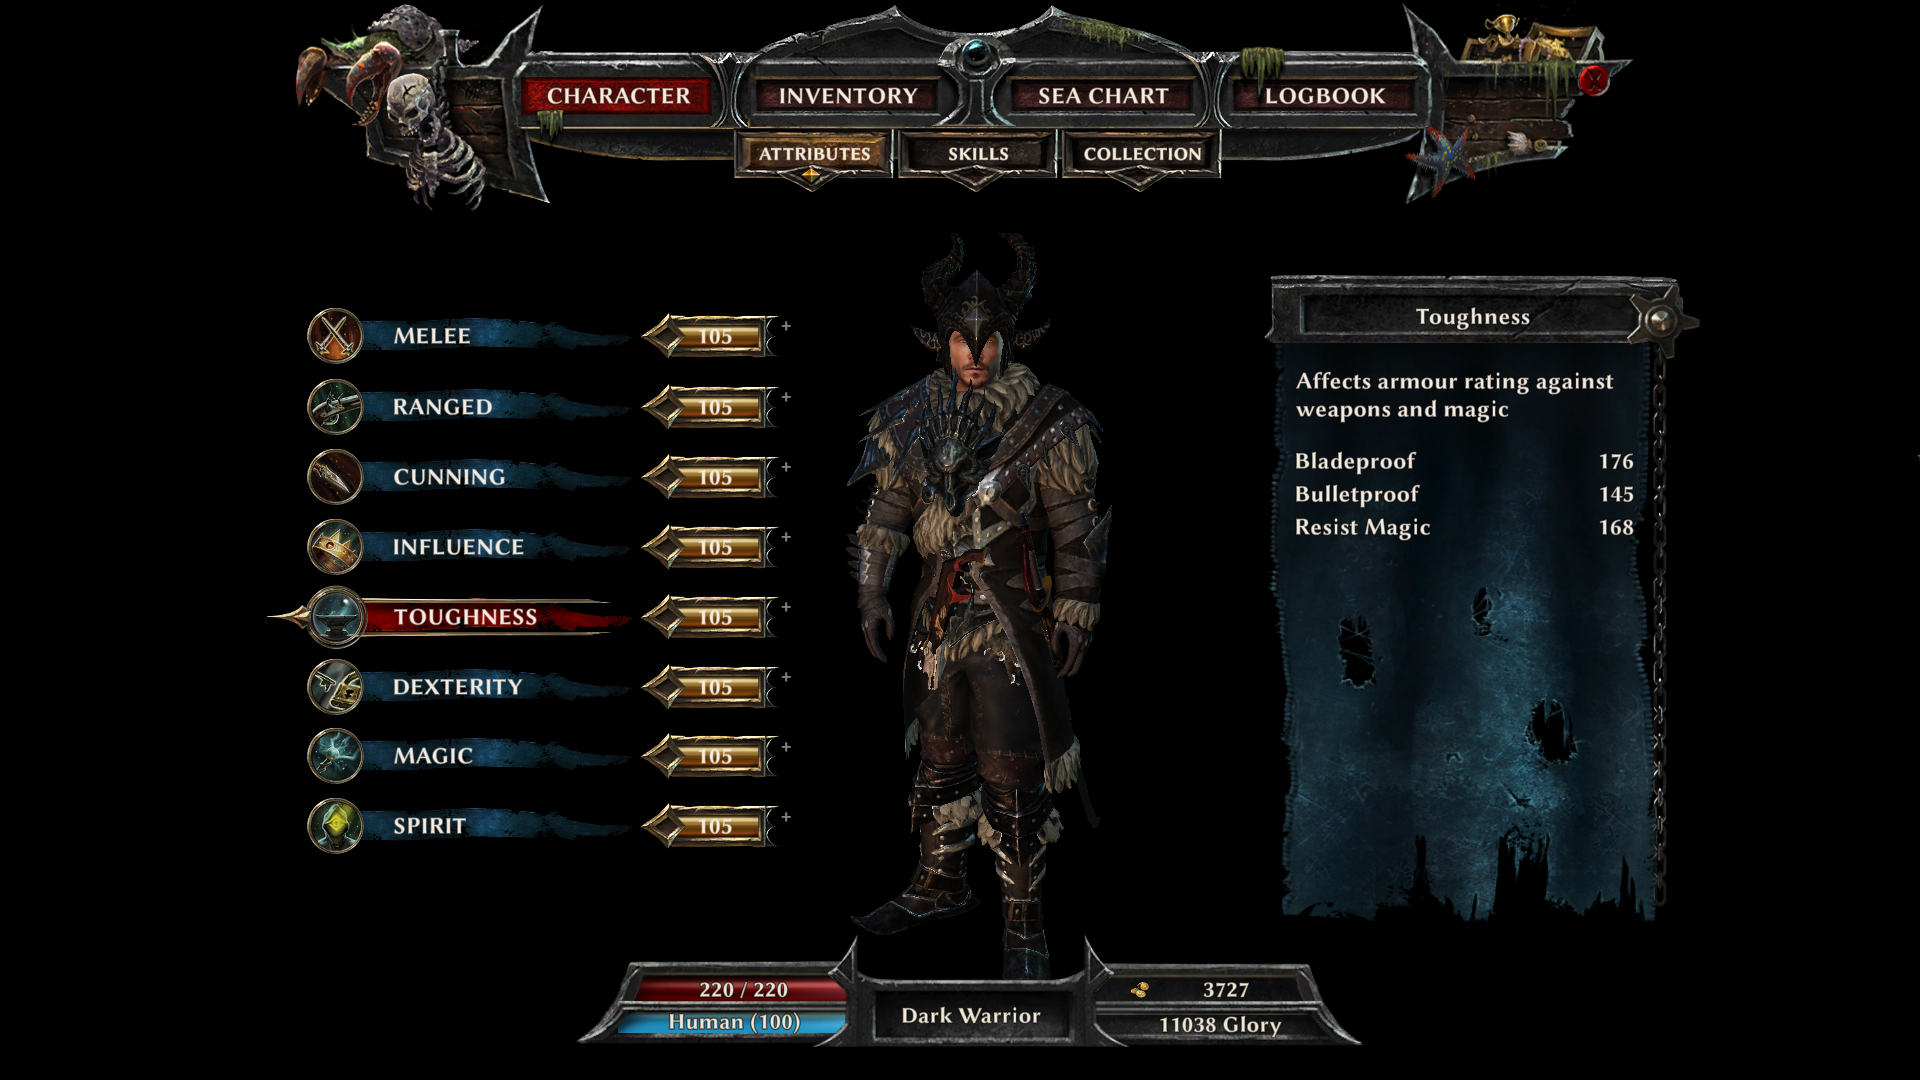 CHARACTER
INVENTORY
SEA CHART
LOGBOOK
ATTRIBUTES
SKILLS
COLLECTION
MELEE 105 +
RANGED 105 +
CUNNING 105 +
INFLUENCE 105 +
TOUGHNESS 105 +
DEXTERITY 105 +
MAGIC 105 +
SPIRIT 105 +
Toughness
Affects armour rating against
weapons and magic
Bladeproof 176
Bulletproof 145
Resist Magic 168
220 / 220
Human (100)
Dark Warrior
3727
11038 Glory